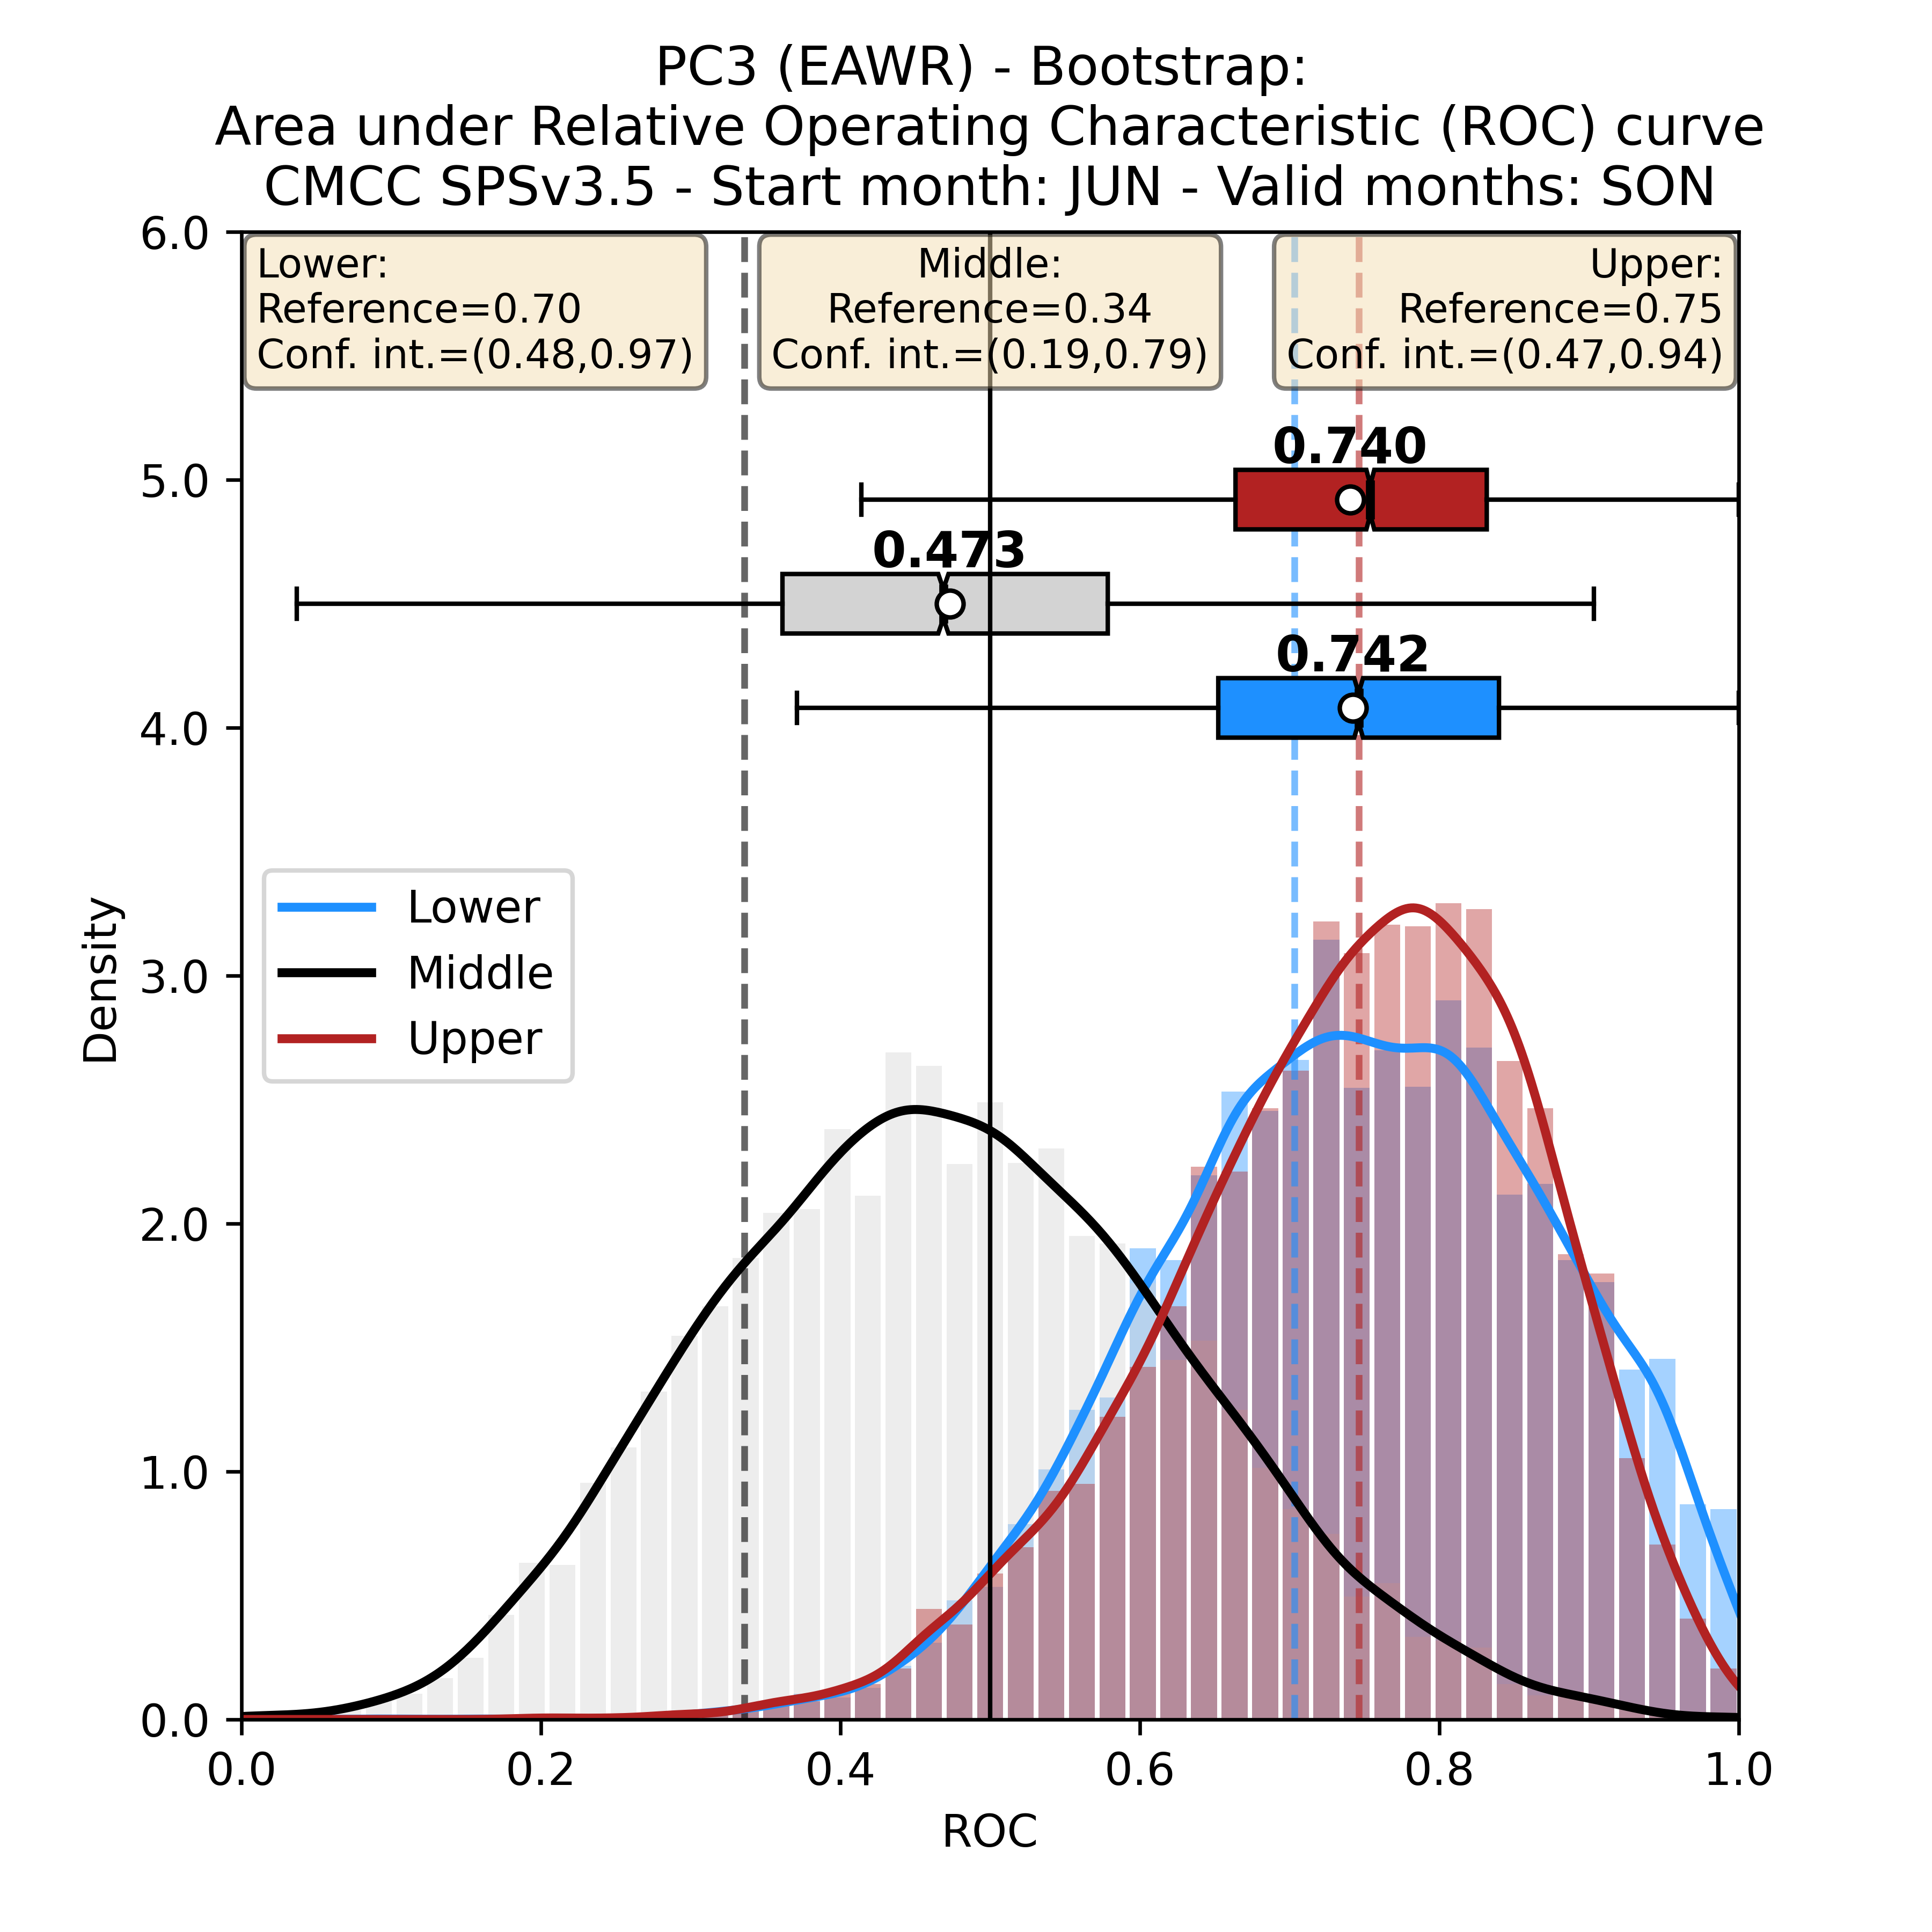 PC3 (EAWR) - Bootstrap:
Area under Relative Operating Characteristic (ROC) curve
CMCC SPSv3.5 - Start month: JUN - Valid months: SON
6.0
Lower:
Reference=0.70
Conf. int.=(0.48,0.97)
Middle:
Reference=0.34
Conf. int.=(0.19,0.79)
Upper:
Reference=0.75
Conf. int.=(0.47,0.94)
0.740
5.0
0.473
0.742
4.0
Lower
Middle
Upper
Density
3.0
2.0
1.0
0.0
0.0
0.2
0.4
0.6
0.8
1.0
ROC